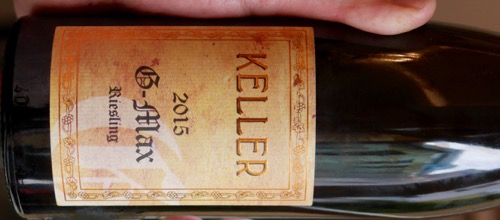 KELLER
2015
G-Max
Riesling